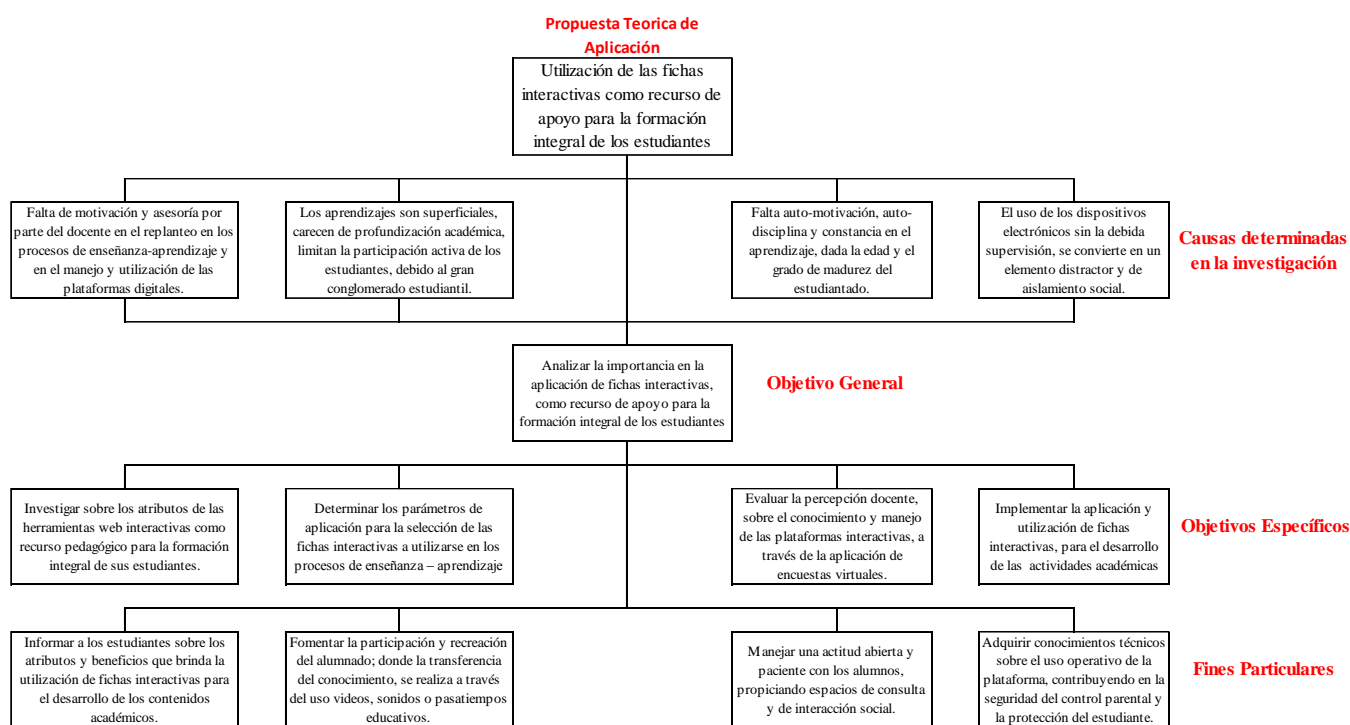 Propuesta Teorica de
Aplicación
Utilización de las fichas
interactivas como recurso de
apoyo para la formación
integral de los estudiantes
Falta de motivación y asesoría por
parte del docente en el replanteo en los
procesos de enseñanza-aprendizaje y
en el manejo y utilización de las
plataformas digitales.
Los aprendizajes son superficiales,
carecen de profundización académica,
limitan la participación activa de los
estudiantes, debido al gran
conglomerado estudiantil.
Falta auto-motivación, auto-
disciplina y constancia en el
aprendizaje, dada la edad y el
grado de madurez del
estudiantado.
El uso de los dispositivos
electrónicos sin la debida
supervisión, se convierte en un
elemento distractor y de
aislamiento social.
Causas determinadas
en la investigación
Analizar la importancia en la
aplicación de fichas interactivas,
como recurso de apoyo para la
formación integral de los estudiantes
Objetivo General
Investigar sobre los atributos de las
herramientas web interactivas como
recurso pedagógico para la formación
integral de sus estudiantes.
Determinar los parámetros de
aplicación para la selección de las
fichas interactivas a utilizarse en los
procesos de enseñanza – aprendizaje
Evaluar la percepción docente,
sobre el conocimiento y manejo
de las plataformas interactivas, a
través de la aplicación de
encuestas virtuales.
Implementar la aplicación y
utilización de fichas
interactivas, para el desarrollo
de las actividades académicas
Objetivos Específicos
Informar a los estudiantes sobre los
atributos y beneficios que brinda la
utilización de fichas interactivas para
el desarrollo de los contenidos
académicos.
Fomentar la participación y recreación
del alumnado; donde la transferencia
del conocimiento, se realiza a través
del uso videos, sonidos o pasatiempos
educativos.
Manejar una actitud abierta y
paciente con los alumnos,
propiciando espacios de consulta
y de interacción social.
Adquirir conocimientos técnicos
sobre el uso operativo de la
plataforma, contribuyendo en la
seguridad del control parental y
la protección del estudiante.
Fines Particulares